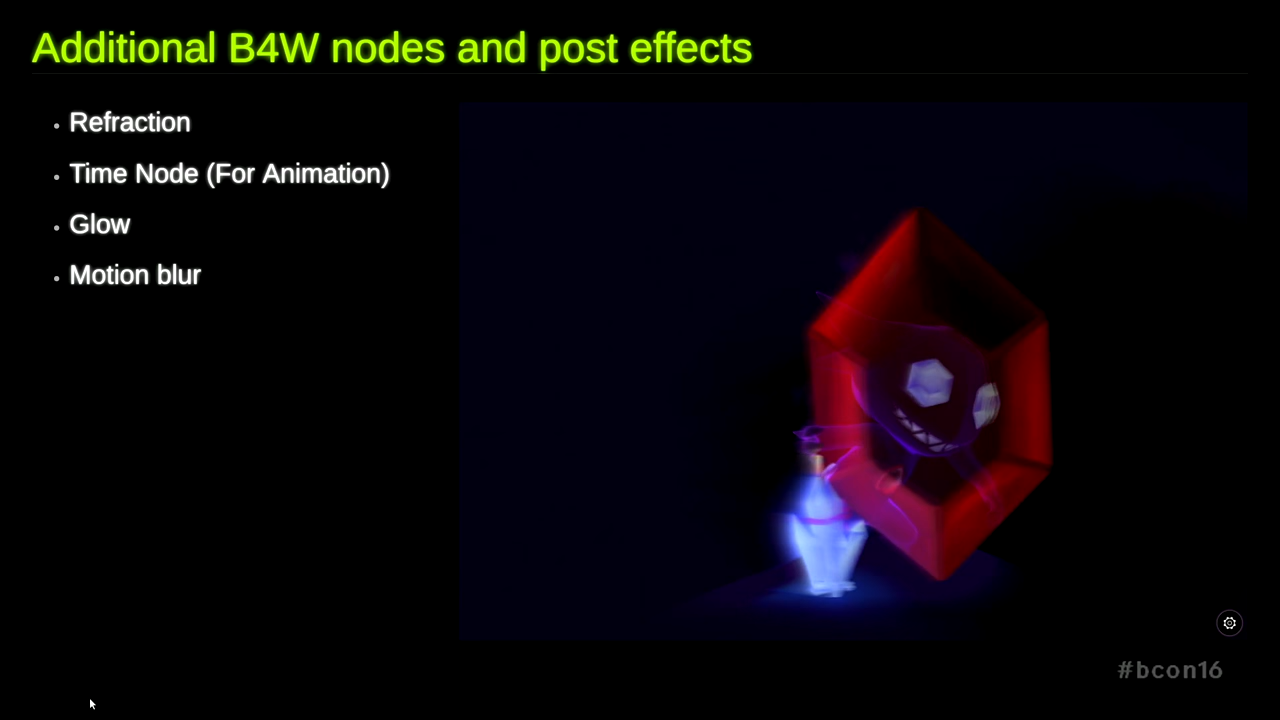 Additional B4W nodes and post effects
Refraction
Time Node (For Animation)
Glow
Motion blur
#bcon16